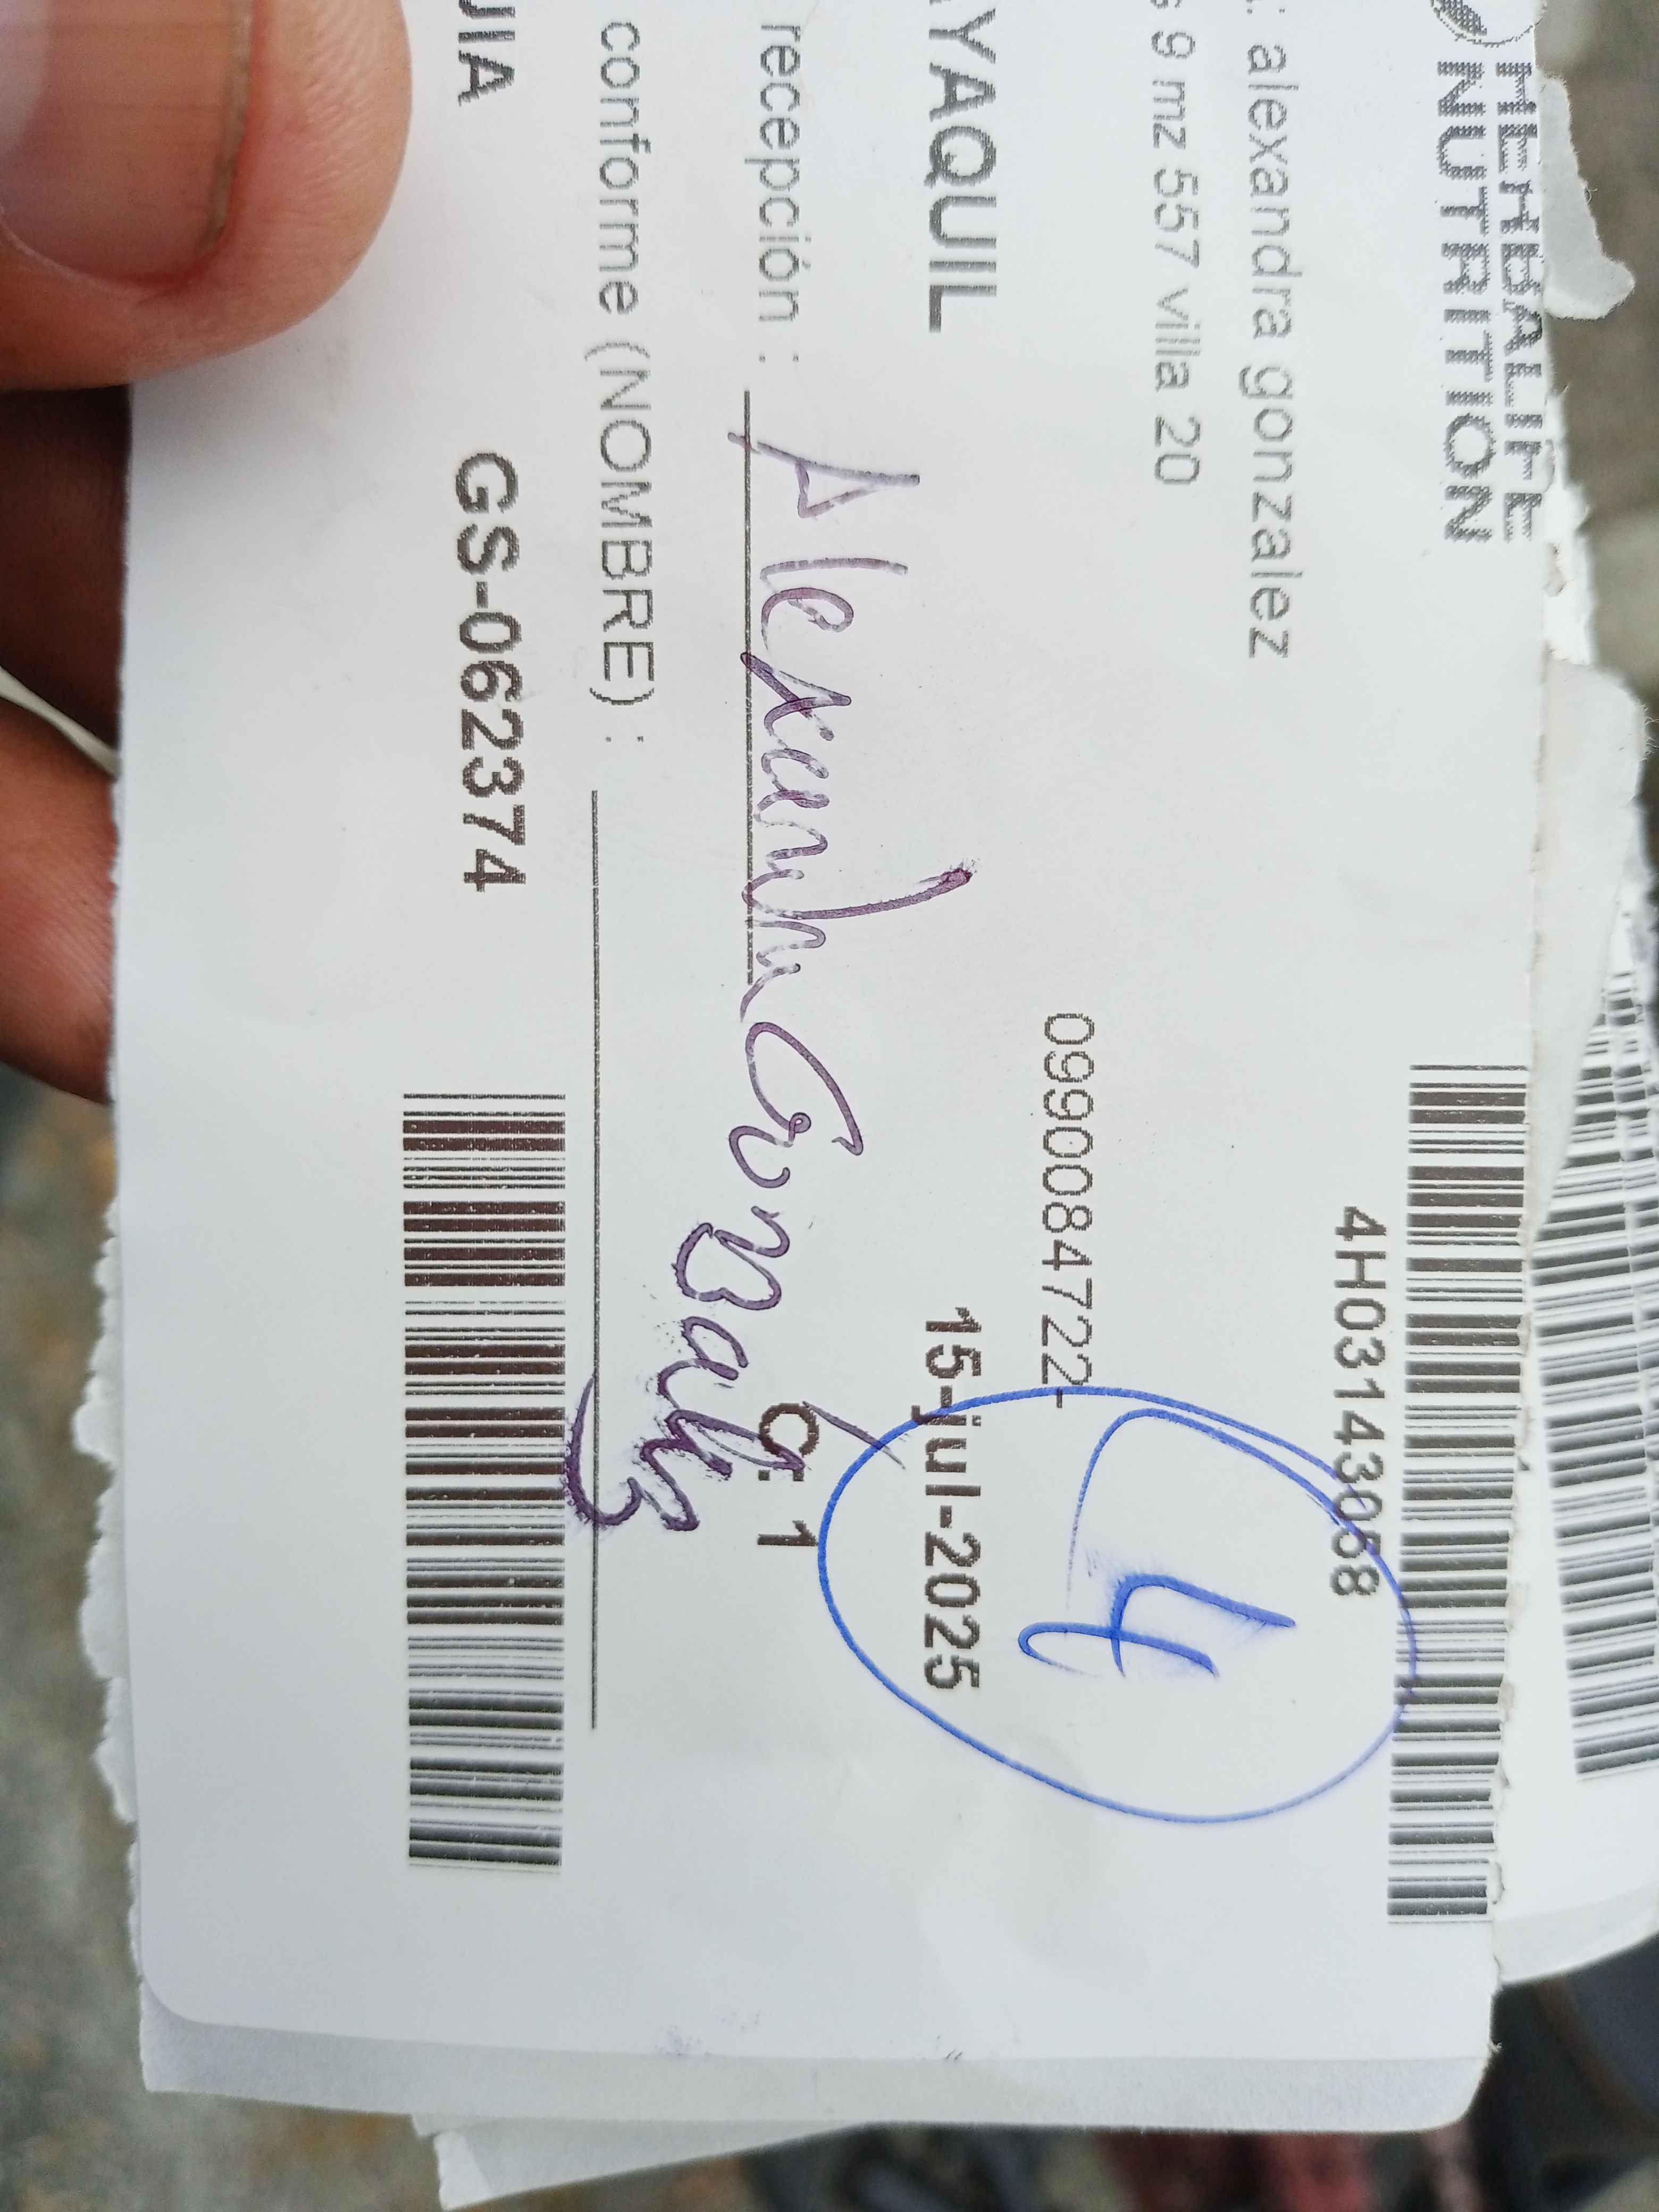 HERBALIFE
NUTRITION
4H03143058
: alexandra gonzalez
s 9 mz 557 villa 20
4
0990084722-
YAQUIL
15-jul-2025
recepción : Alexandra Gonzalez
C: 1
conforme (NOMBRE) :
UIA GS-062374